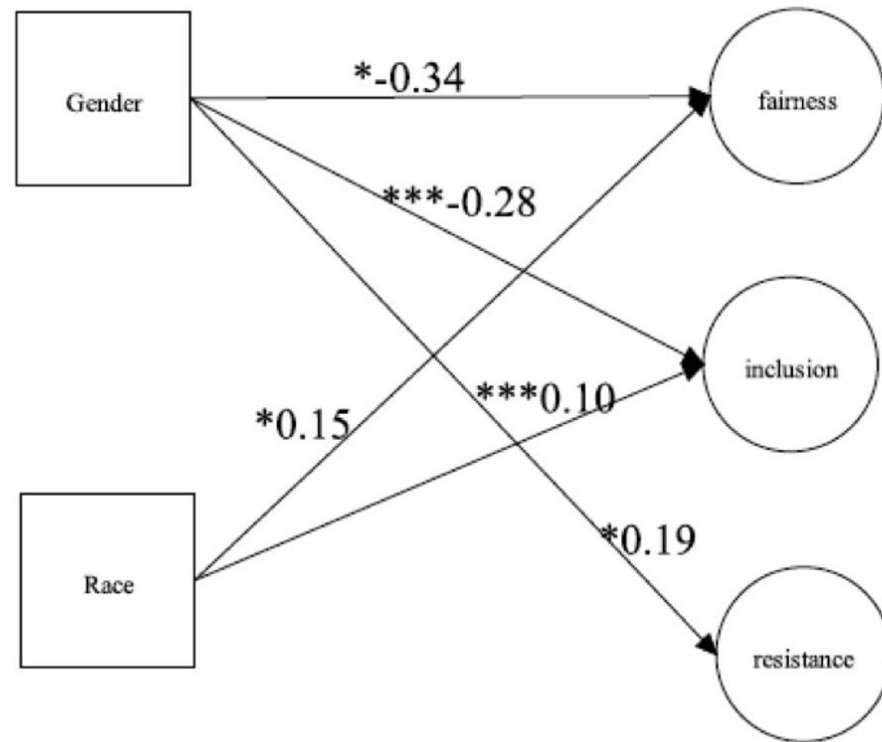 *-0.34
Gender
fairness
***-0.28
inclusion
***0.10
*0.15
*0.19
Race
resistance